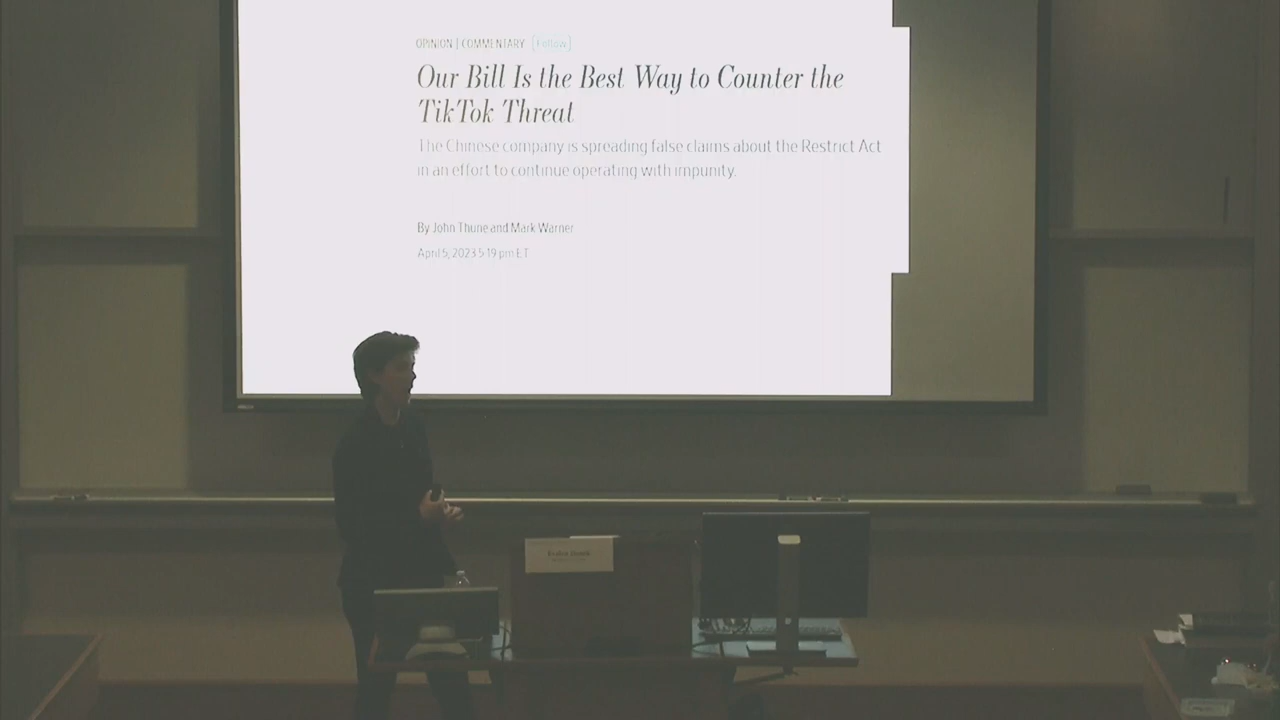 OPINION | COMMENTARY Follow
Our Bill Is the Best Way to Counter the
TikTok Threat
The Chinese company is spreading false claims about the Restrict Act
in an effort to continue operating with impunity.
By John Thune and Mark Warner
April 5, 2023 5:19 pm ET